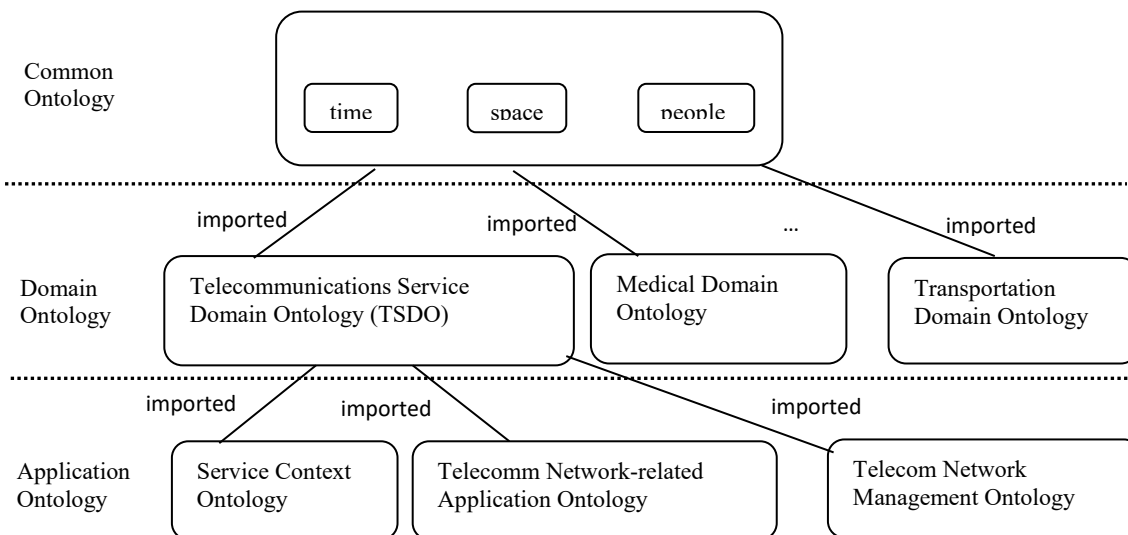 Common
Ontology
time
space
people
imported
imported
...
imported
Domain
Ontology
Telecommunications Service
Domain Ontology (TSDO)
Medical Domain
Ontology
Transportation
Domain Ontology
imported
imported
imported
Application
Ontology
Service Context
Ontology
Telecomm Network-related
Application Ontology
Telecom Network
Management Ontology